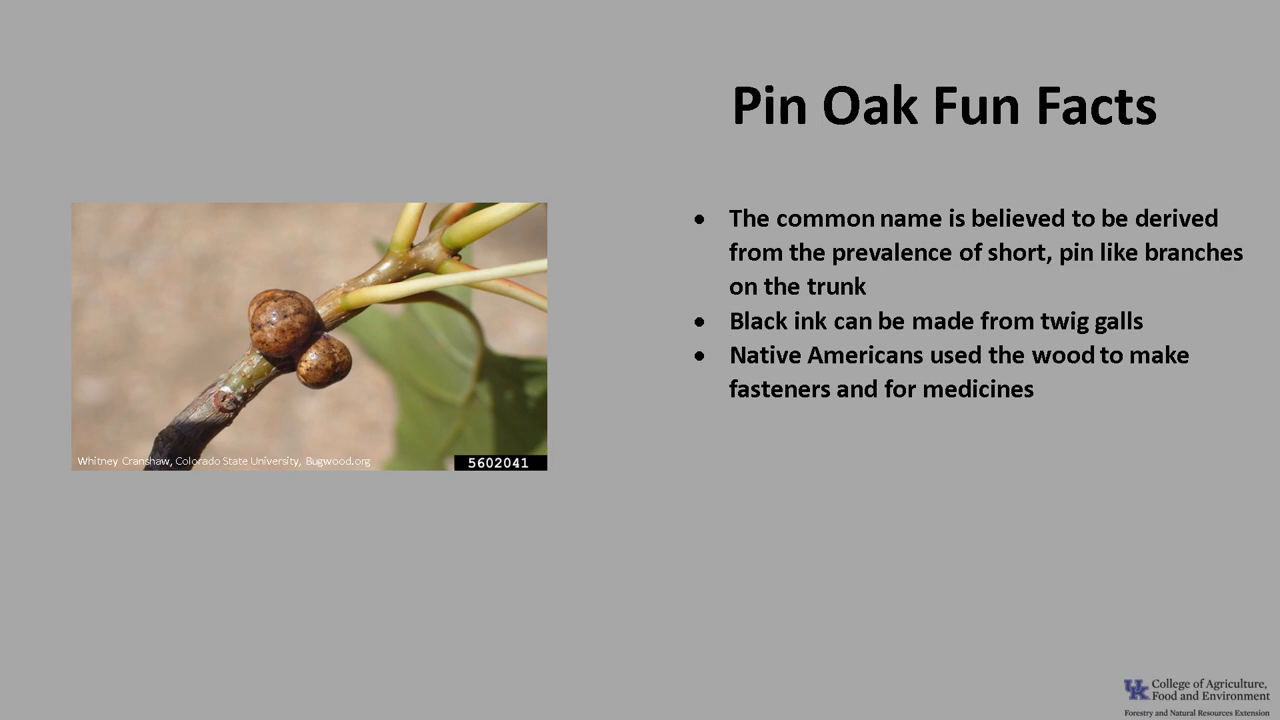 Pin Oak Fun Facts
• The common name is believed to be derived
from the prevalence of short, pin like branches
on the trunk
• Black ink can be made from twig galls
• Native Americans used the wood to make
fasteners and for medicines
Whitney Cranshaw, Colorado State University, Bugwood.org
5602041
UK College of Agriculture,
Food and Environment
Forestry and Natural Resources Extension